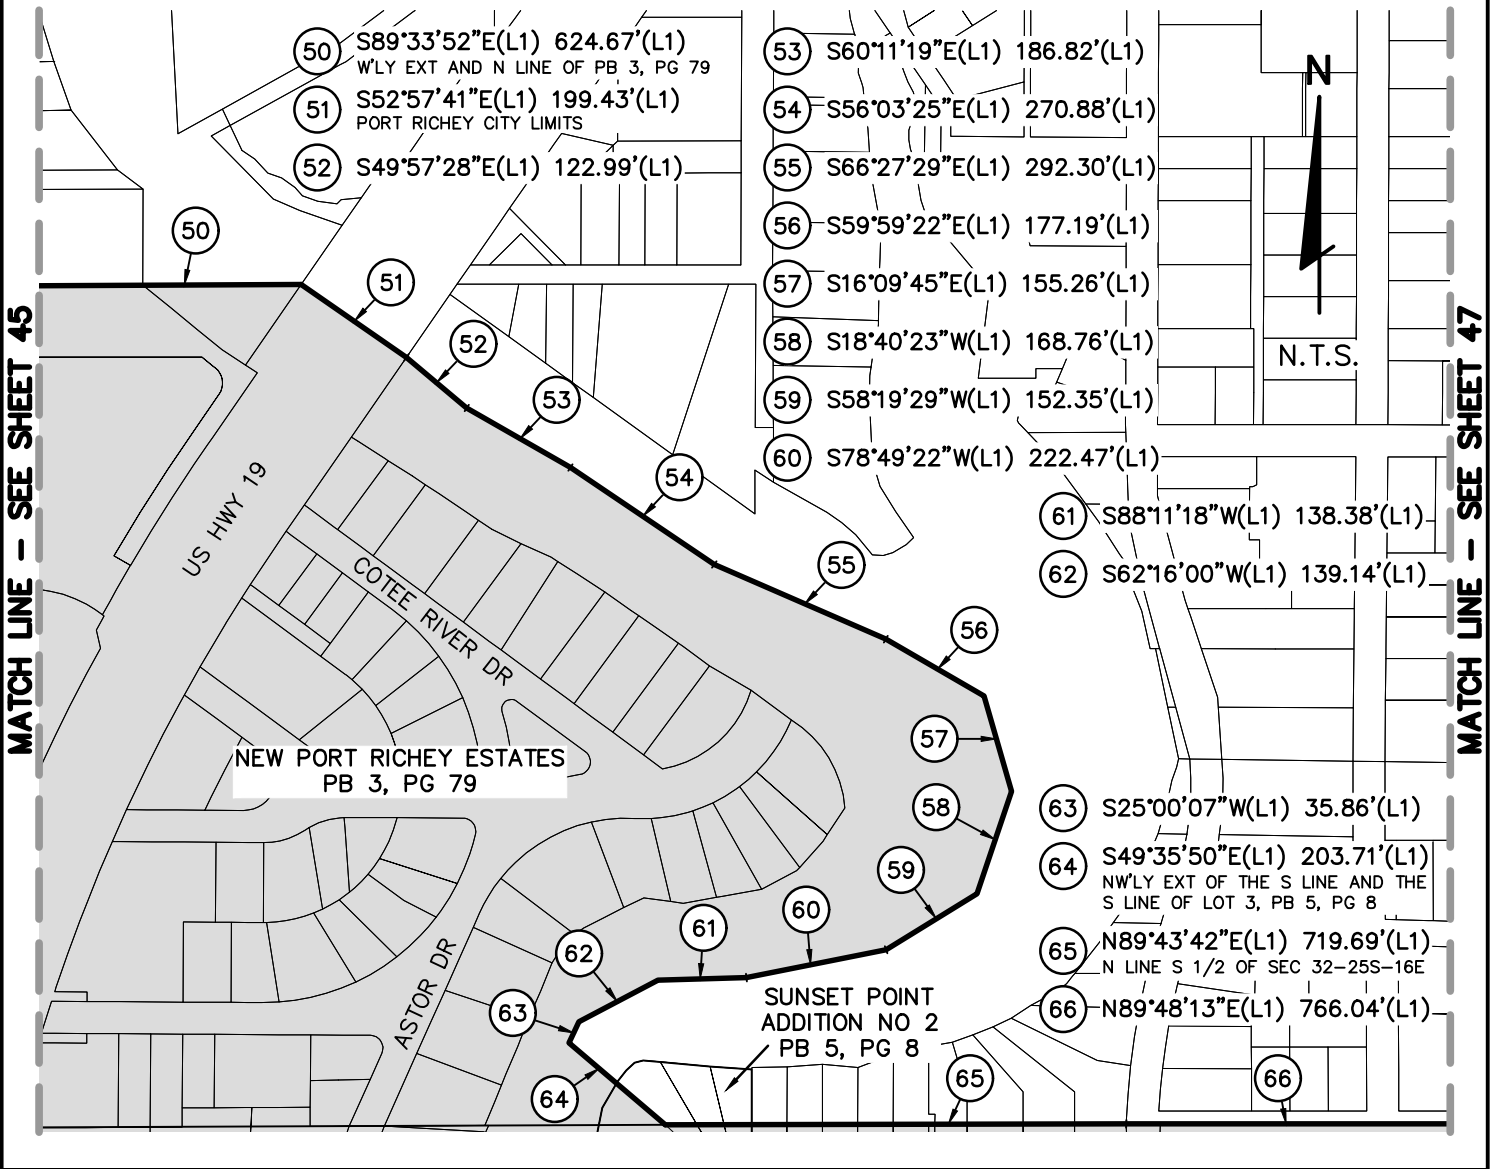 50 S89°33'52"E(L1) 624.67'(L1)
W'LY EXT AND N LINE OF PB 3, PG 79
51 S52°57'41"E(L1) 199.43'(L1)
PORT RICHEY CITY LIMITS
52 S49°57'28"E(L1) 122.99'(L1)
53 S60°11'19"E(L1) 186.82'(L1)
54 S56°03'25"E(L1) 270.88'(L1)
55 S66°27'29"E(L1) 292.30'(L1)
56 S59°59'22"E(L1) 177.19'(L1)
57 S16°09'45"E(L1) 155.26'(L1)
58 S18°40'23"W(L1) 168.76'(L1)
59 S58°19'29"W(L1) 152.35'(L1)
60 S78°49'22"W(L1) 222.47'(L1)
61 S88°11'18"W(L1) 138.38'(L1)
62 S62°16'00"W(L1) 139.14'(L1)
63 S25°00'07"W(L1) 35.86'(L1)
64 S49°35'50"E(L1) 203.71'(L1)
NW'LY EXT OF THE S LINE AND THE
S LINE OF LOT 3, PB 5, PG 8
65 N89°43'42"E(L1) 719.69'(L1)
N LINE S 1/2 OF SEC 32-25S-16E
66 N89°48'13"E(L1) 766.04'(L1)
N
N.T.S.
MATCH LINE - SEE SHEET 45
MATCH LINE - SEE SHEET 47
50
51
52
53
54
55
56
57
58
59
60
61
62
63
64
65
66
US HWY 19
COTEE RIVER DR
NEW PORT RICHEY ESTATES
PB 3, PG 79
ASTOR DR
SUNSET POINT
ADDITION NO 2
PB 5, PG 8